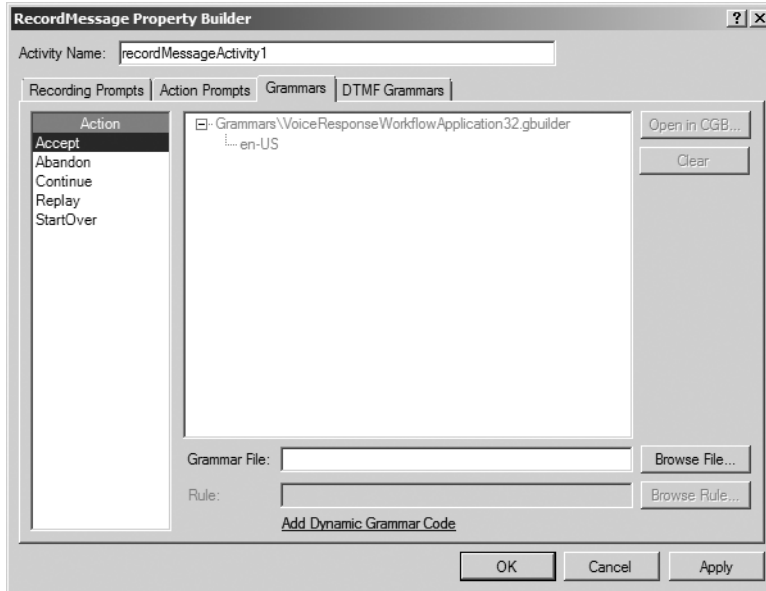 RecordMessage Property Builder
Activity Name: recordMessageActivity1
Recording Prompts Action Prompts Grammars DTMF Grammars
Action
Accept
Abandon
Continue
Replay
StartOver
Grammars\VoiceResponseWorkflowApplication32.gbuilder
en-US
Open in CGB...
Clear
Grammar File:
Browse File...
Rule:
Browse Rule...
Add Dynamic Grammar Code
OK Cancel Apply